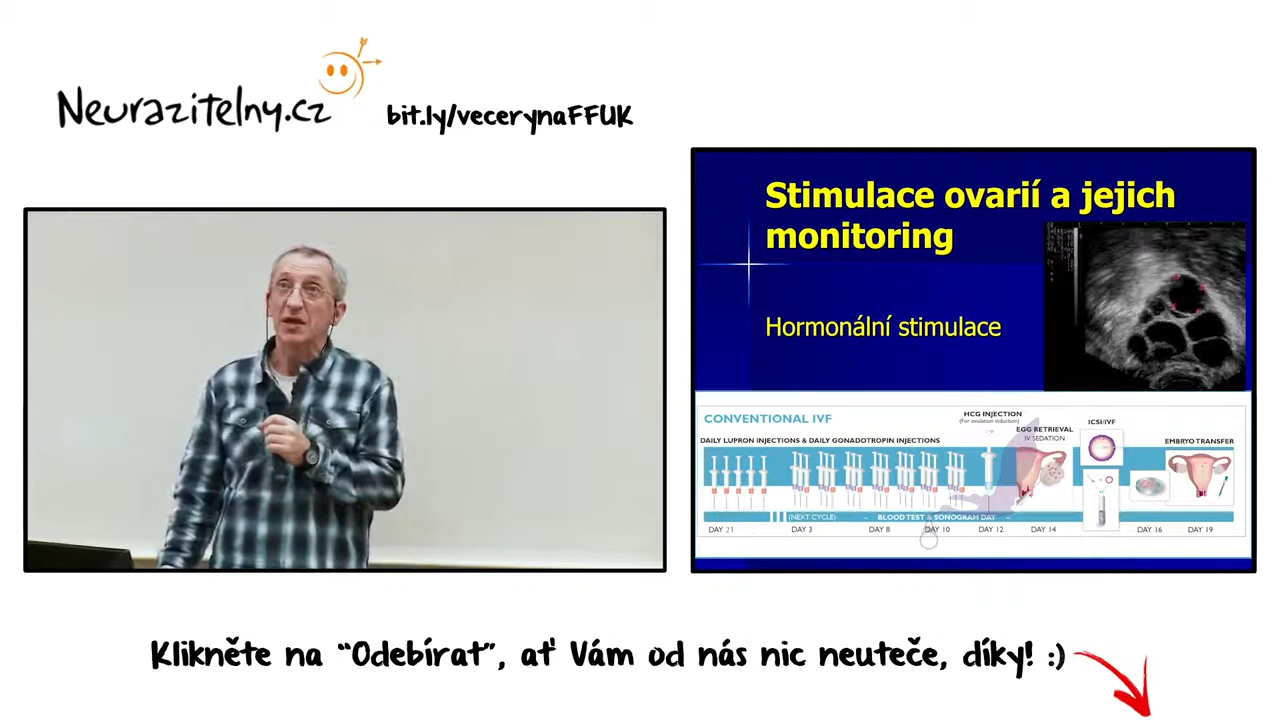 Neurazitelny.cz
bit.ly/vecerynaFFUK
Stimulace ovarií a jejich
monitoring
Hormonální stimulace
CONVENTIONAL IVF
DAILY LUPRON INJECTIONS & DAILY GONADOTROPIN INJECTIONS
HCG INJECTION
(For ovulation induction)
EGG RETRIEVAL
IV SEDATION
ICSI/IVF
EMBRYO TRANSFER
(NEXT CYCLE)
BLOODTEST & SONOGRAM DAY
DAY 21
DAY 3
DAY 8
DAY 10
DAY 12
DAY 14
DAY 16
DAY 19
Klikněte na “Odebírat”, ať Vám od nás nic neuteče, díky! :)